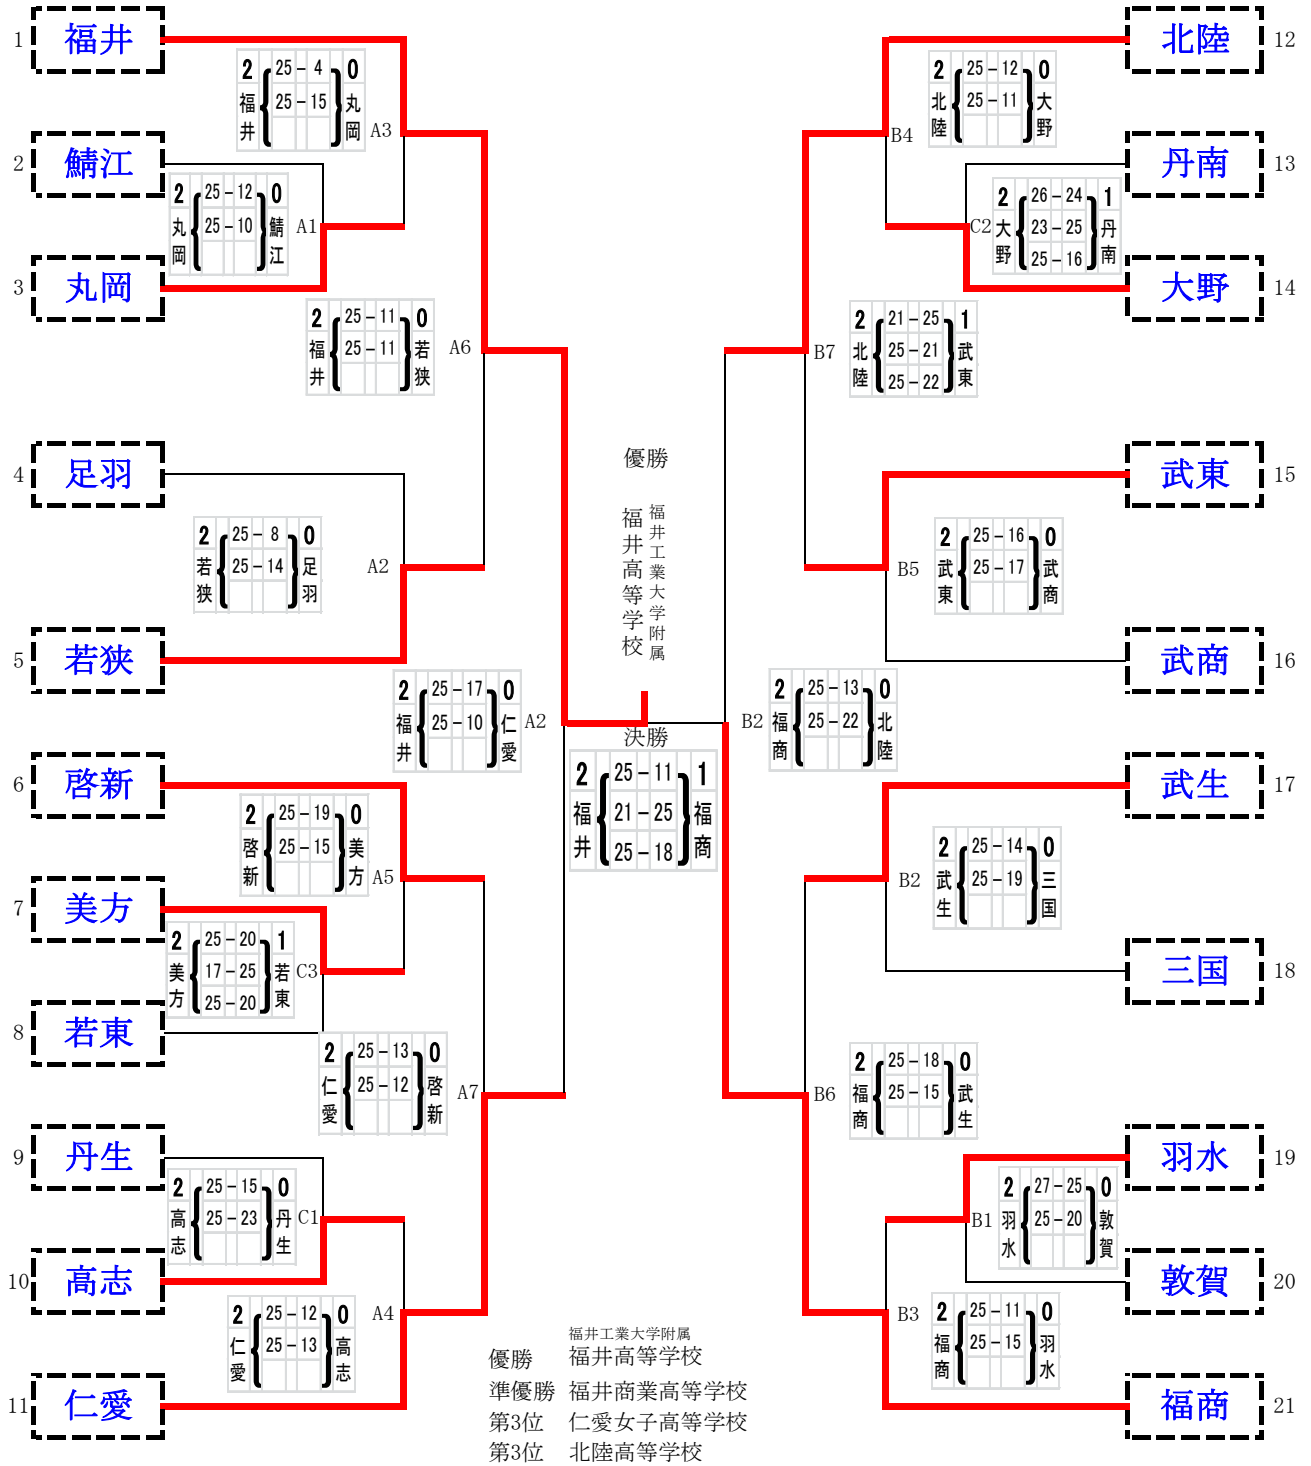 1 福井
2 鯖江
3 丸岡
4 足羽
5 若狭
6 啓新
7 美方
8 若東
9 丹生
10 高志
11 仁愛
A3
2 福井 25－4 25－15 0 丸岡
A1
2 丸岡 25－12 25－10 0 鯖江
A6
2 福井 25－11 25－11 0 若狭
A2
2 若狭 25－8 25－14 0 足羽
A2
2 福井 25－17 25－10 0 仁愛
A5
2 啓新 25－19 25－15 0 美方
C3
2 美方 25－20 17－25 25－20 1 若東
A7
2 仁愛 25－13 25－12 0 啓新
C1
2 高志 25－15 25－23 0 丹生
A4
2 仁愛 25－12 25－13 0 高志
優勝
福井工業大学附属
福井高等学校
決勝
2 福井 25－11 21－25 25－18 1 福商
12 北陸
13 丹南
14 大野
15 武東
16 武商
17 武生
18 三国
19 羽水
20 敦賀
21 福商
B4
2 北陸 25－12 25－11 0 大野
C2
2 大野 26－24 23－25 25－16 1 丹南
B7
2 北陸 21－25 25－21 25－22 1 武東
B5
2 武東 25－16 25－17 0 武商
B2
2 福商 25－13 25－22 0 北陸
B2
2 武生 25－14 25－19 0 三国
B6
2 福商 25－18 25－15 0 武生
B1
2 羽水 27－25 25－20 0 敦賀
B3
2 福商 25－11 25－15 0 羽水
福井工業大学附属
優勝 福井高等学校
準優勝 福井商業高等学校
第3位 仁愛女子高等学校
第3位 北陸高等学校